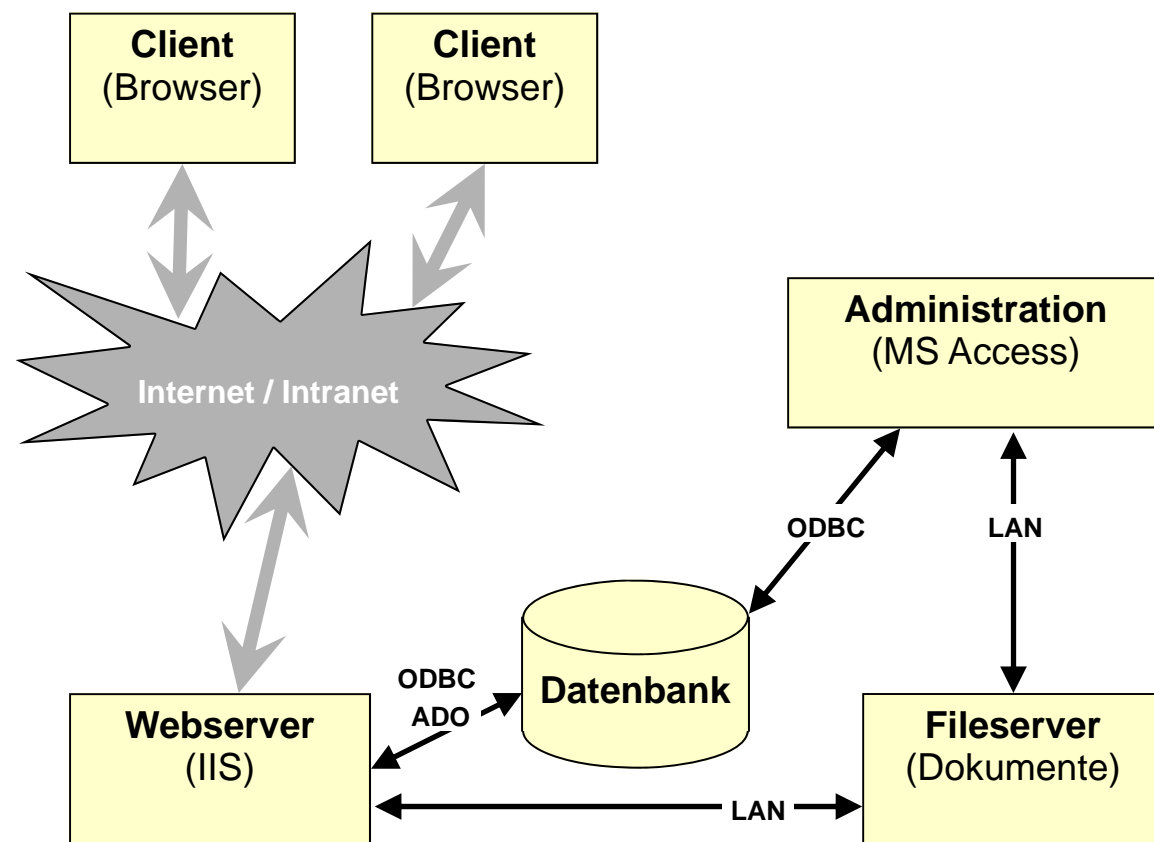 Client
(Browser)
Client
(Browser)
Internet / Intranet
Administration
(MS Access)
ODBC
LAN
ODBC
ADO
Datenbank
Webserver
(IIS)
Fileserver
(Dokumente)
LAN